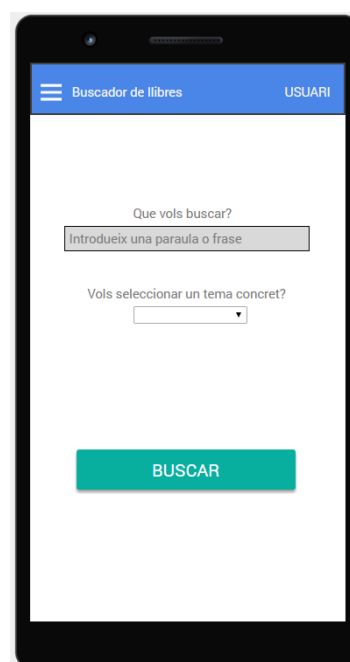 Buscador de llibres USUARI
Que vols buscar?
Introdueix una paraula o frase
Vols seleccionar un tema concret?
BUSCAR